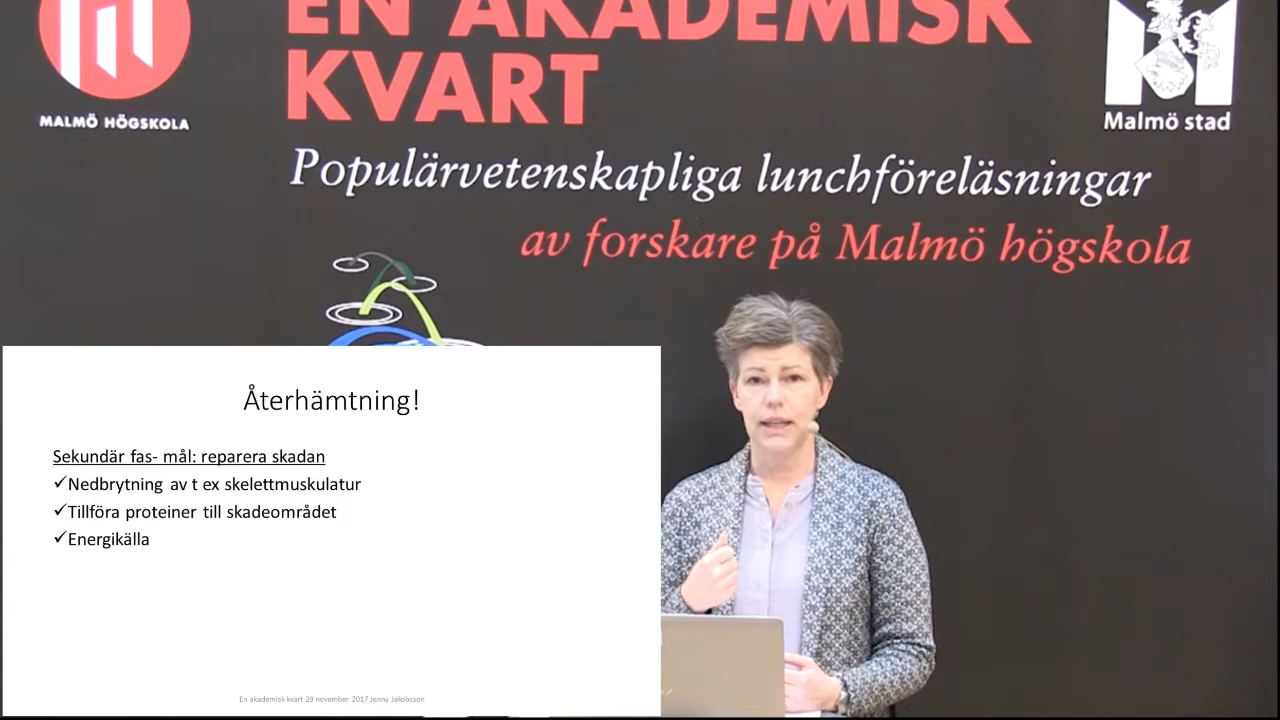 EN AKADEMISK
KVART
MALMÖ HÖGSKOLA
Malmö stad
Populärvetenskapliga lunchföreläsningar
av forskare på Malmö högskola
Återhämtning!
Sekundär fas- mål: reparera skadan
✓Nedbrytning av t ex skelettmuskulatur
✓Tillföra proteiner till skadeområdet
✓Energikälla
En akademisk kvart 29 november 2017 Jenny Jakobsson